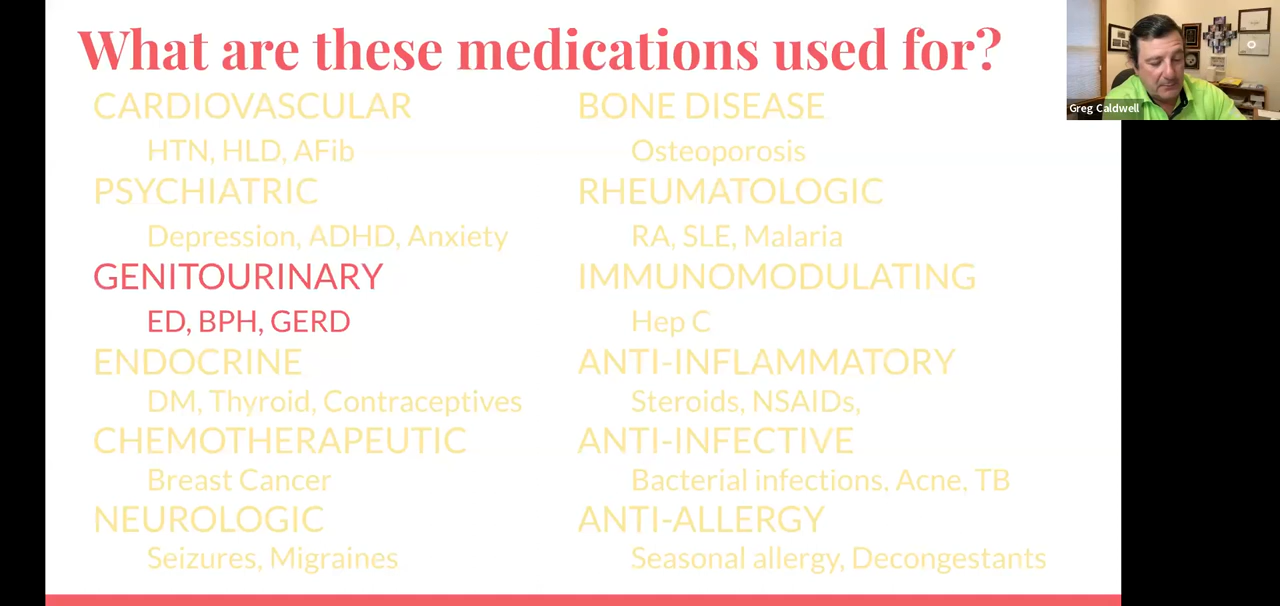 What are these medications used for?
CARDIOVASCULAR
HTN, HLD, AFib
PSYCHIATRIC
Depression, ADHD, Anxiety
GENITOURINARY
ED, BPH, GERD
ENDOCRINE
DM, Thyroid, Contraceptives
CHEMOTHERAPEUTIC
Breast Cancer
NEUROLOGIC
Seizures, Migraines
BONE DISEASE
Osteoporosis
RHEUMATOLOGIC
RA, SLE, Malaria
IMMUNOMODULATING
Hep C
ANTI-INFLAMMATORY
Steroids, NSAIDs,
ANTI-INFECTIVE
Bacterial infections, Acne, TB
ANTI-ALLERGY
Seasonal allergy, Decongestants
Greg Caldwell